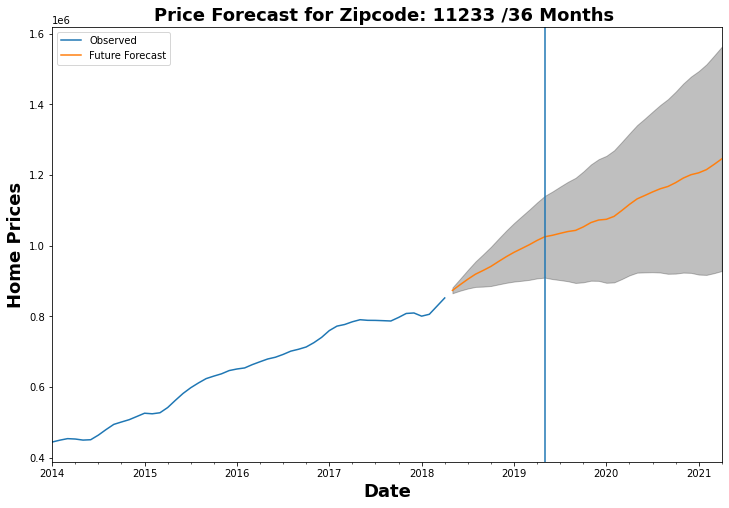 Price Forecast for Zipcode: 11233 /36 Months
1e6
Observed
Future Forecast
1.6
1.4
1.2
1.0
0.8
0.6
0.4
Home Prices
2014 2015 2016 2017 2018 2019 2020 2021
Date